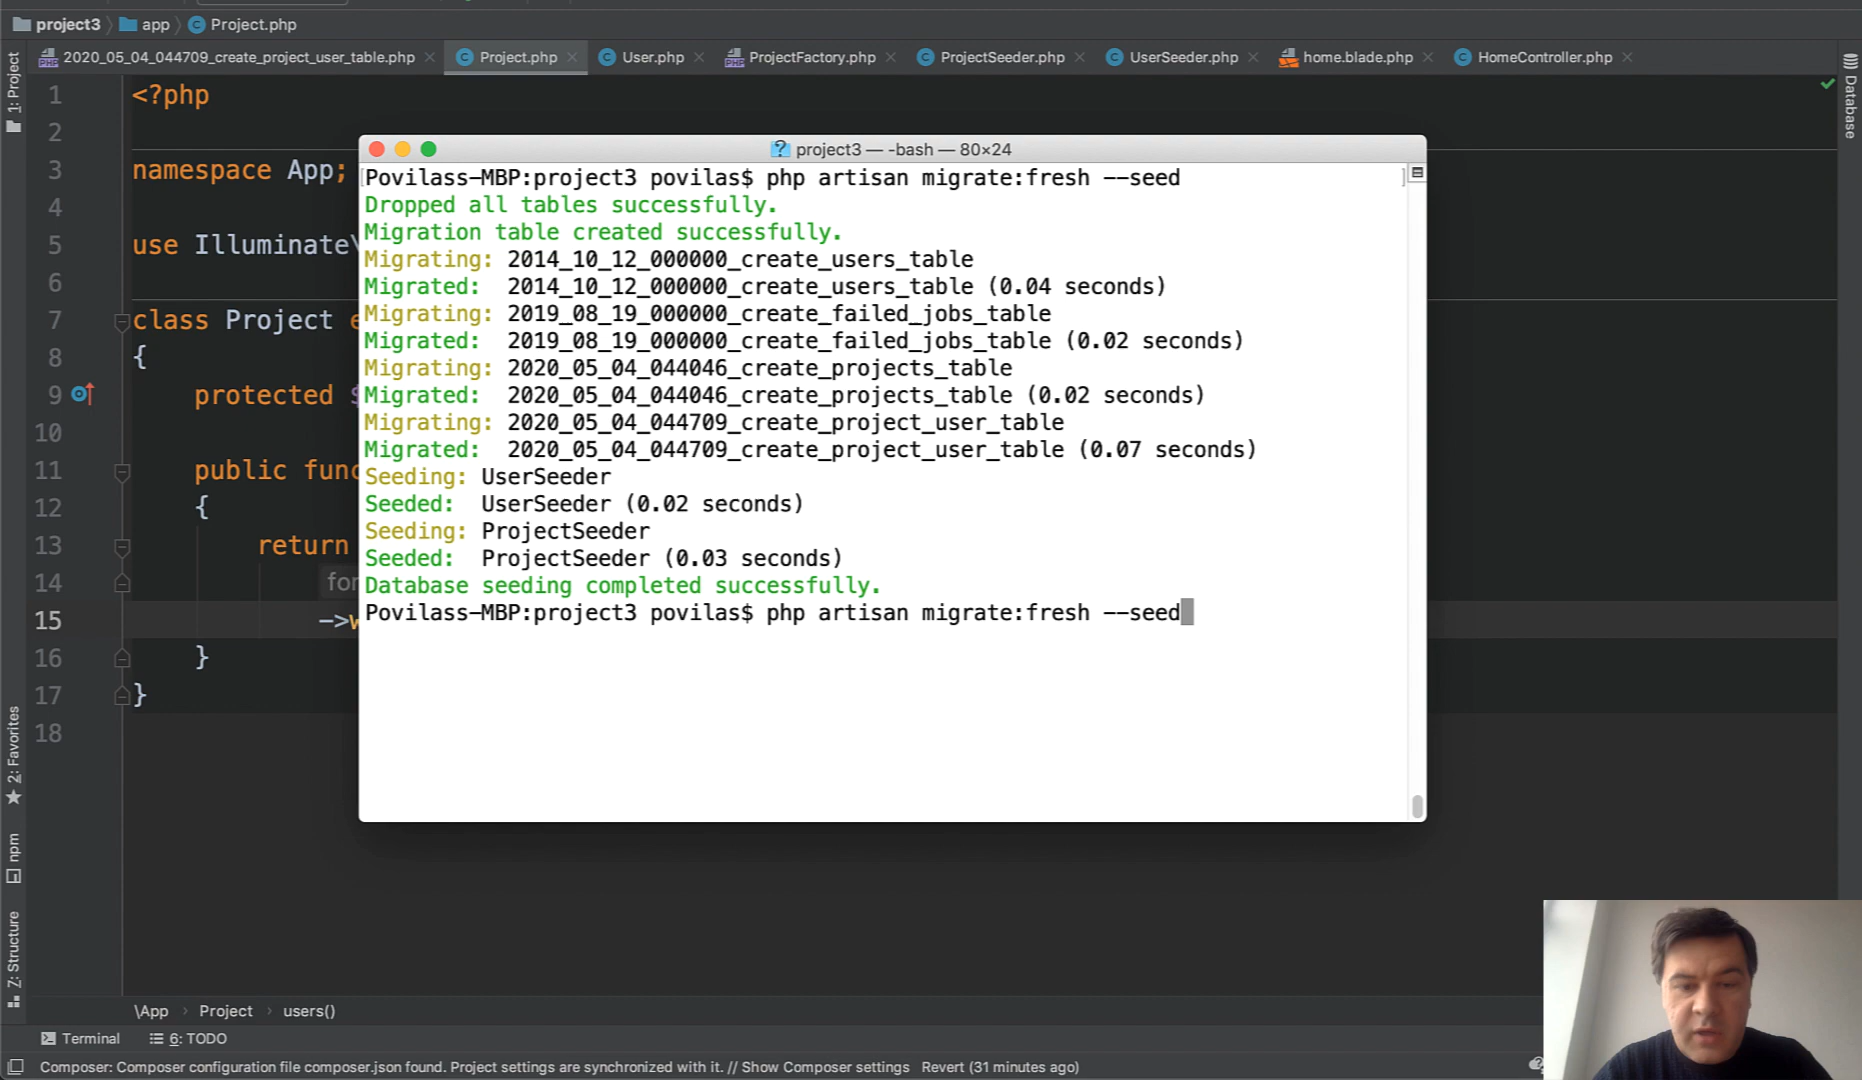 project3 app Project.php
2020_05_04_044709_create_project_user_table.php Project.php User.php ProjectFactory.php ProjectSeeder.php UserSeeder.php home.blade.php HomeController.php
1: Project
Database
1 <?php
2
3 namespace App;
4
5 use Illuminate\
6
7 class Project e
8 {
9 protected $
10
11 public func
12 {
13 return
14 for
15 ->w
16 }
17 }
18
project3 — -bash — 80×24
Povilass-MBP:project3 povilas$ php artisan migrate:fresh --seed
Dropped all tables successfully.
Migration table created successfully.
Migrating: 2014_10_12_000000_create_users_table
Migrated:  2014_10_12_000000_create_users_table (0.04 seconds)
Migrating: 2019_08_19_000000_create_failed_jobs_table
Migrated:  2019_08_19_000000_create_failed_jobs_table (0.02 seconds)
Migrating: 2020_05_04_044046_create_projects_table
Migrated:  2020_05_04_044046_create_projects_table (0.02 seconds)
Migrating: 2020_05_04_044709_create_project_user_table
Migrated:  2020_05_04_044709_create_project_user_table (0.07 seconds)
Seeding: UserSeeder
Seeded:  UserSeeder (0.02 seconds)
Seeding: ProjectSeeder
Seeded:  ProjectSeeder (0.03 seconds)
Database seeding completed successfully.
Povilass-MBP:project3 povilas$ php artisan migrate:fresh --seed
2: Favorites
npm
Z: Structure
\App Project users()
Terminal 6: TODO
Composer: Composer configuration file composer.json found. Project settings are synchronized with it. // Show Composer settings Revert (31 minutes ago)